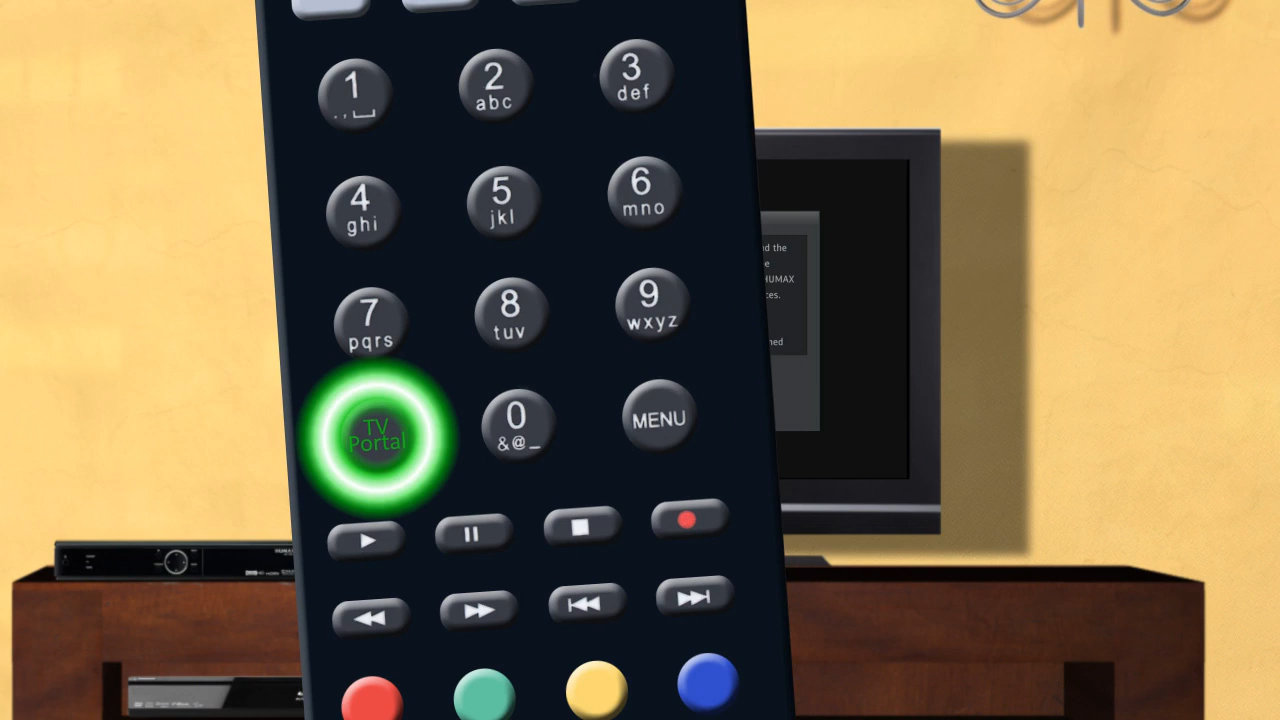 1
.,
2
abc
3
def
4
ghi
5
jkl
6
mno
7
pqrs
8
tuv
9
wxyz
TV
Portal
0
&@_
MENU
the
HUMAX